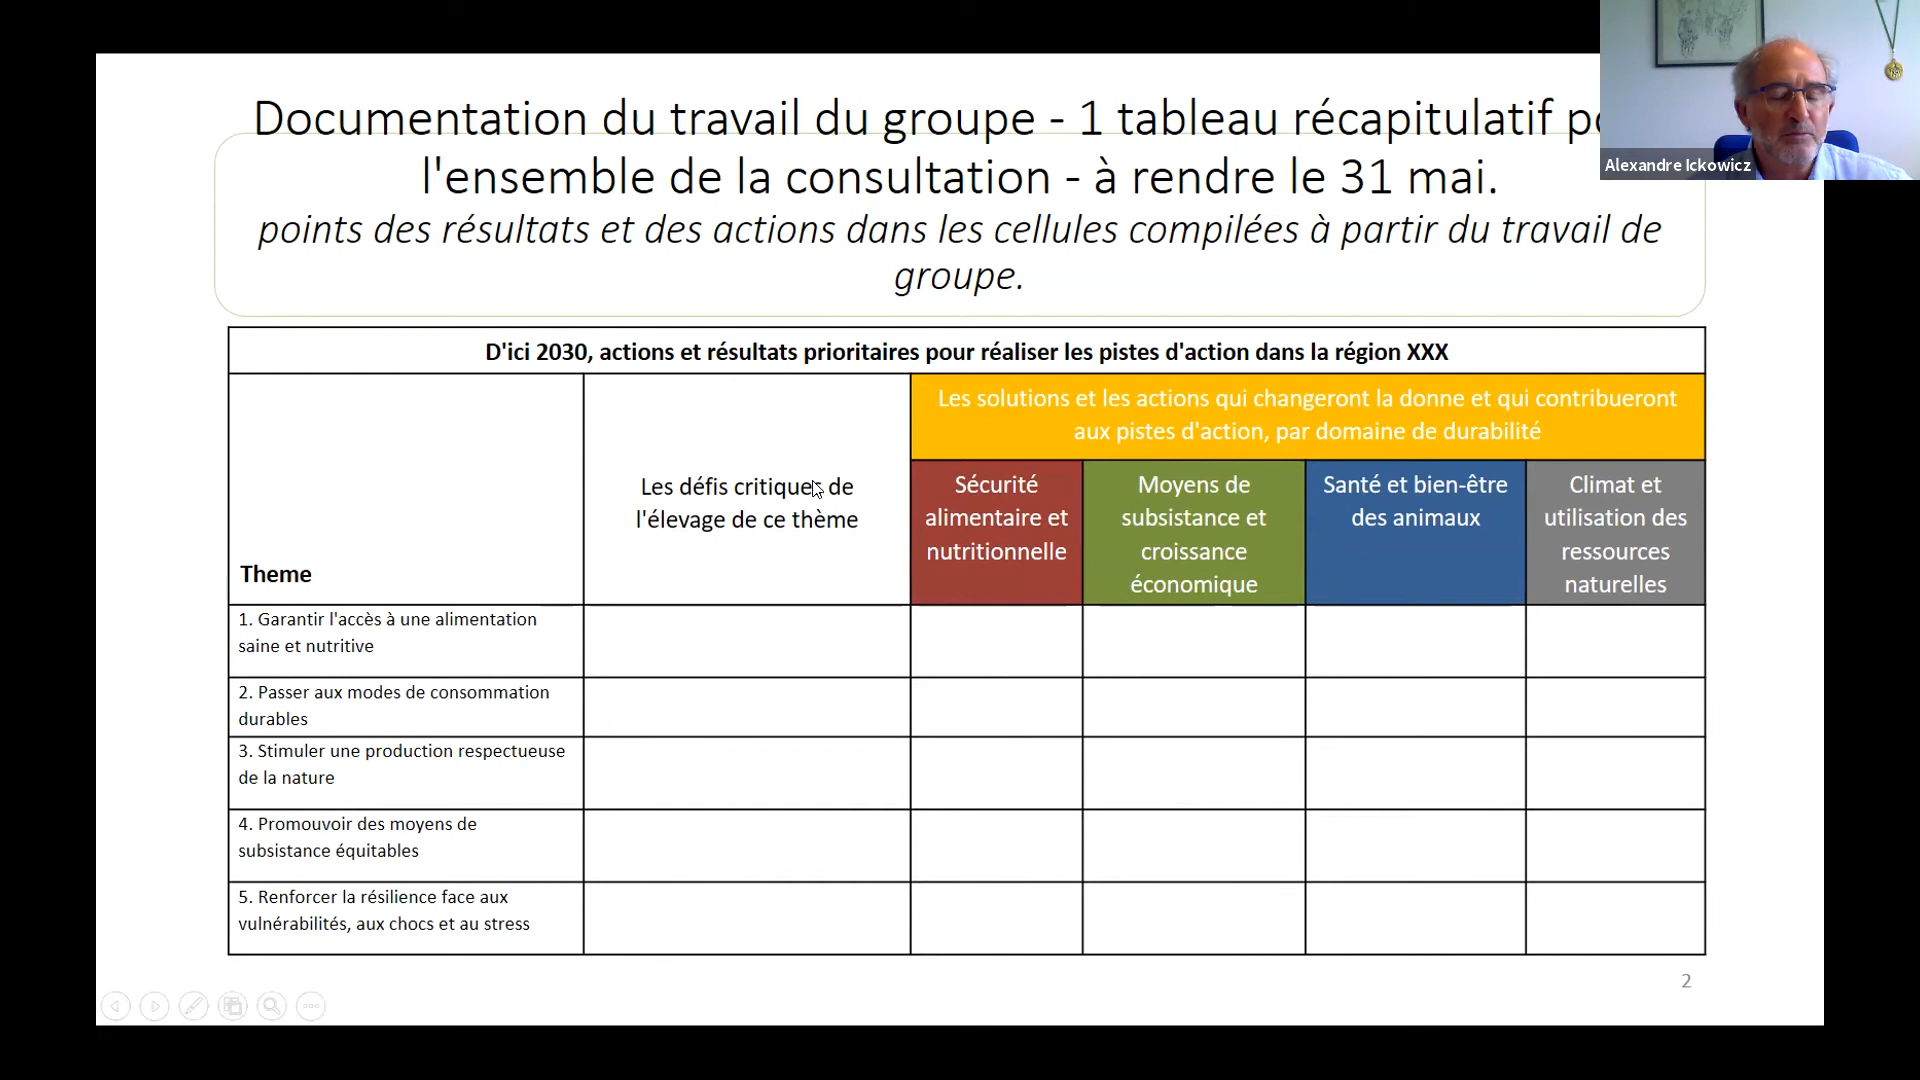 Documentation du travail du groupe - 1 tableau récapitulatif
l'ensemble de la consultation - à rendre le 31 mai.
points des résultats et des actions dans les cellules compilées à partir du travail de
groupe.
Alexandre Ickowicz
D'ici 2030, actions et résultats prioritaires pour réaliser les pistes d'action dans la région XXX
Theme
Les défis critiques de
l'élevage de ce thème
Les solutions et les actions qui changeront la donne et qui contribueront
aux pistes d'action, par domaine de durabilité
Sécurité
alimentaire et
nutritionnelle
Moyens de
subsistance et
croissance
économique
Santé et bien-être
des animaux
Climat et
utilisation des
ressources
naturelles
1. Garantir l'accès à une alimentation
saine et nutritive
2. Passer aux modes de consommation
durables
3. Stimuler une production respectueuse
de la nature
4. Promouvoir des moyens de
subsistance équitables
5. Renforcer la résilience face aux
vulnérabilités, aux chocs et au stress
2